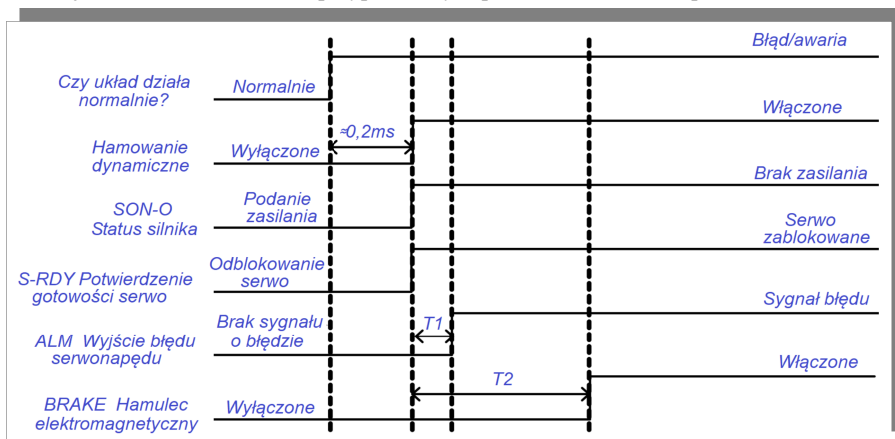 Błąd/awaria
Czy układ działa
normalnie?
Normalnie
Włączone
≈0,2ms
Hamowanie
dynamiczne
Wyłączone
Brak zasilania
SON-O
Status silnika
Podanie
zasilania
Serwo
zablokowane
S-RDY Potwierdzenie
gotowości serwo
Odblokowanie
serwo
Sygnał błędu
ALM Wyjście błędu
serwonapędu
Brak sygnału
o błędzie
T1
Włączone
T2
BRAKE Hamulec
elektromagnetyczny
Wyłączone